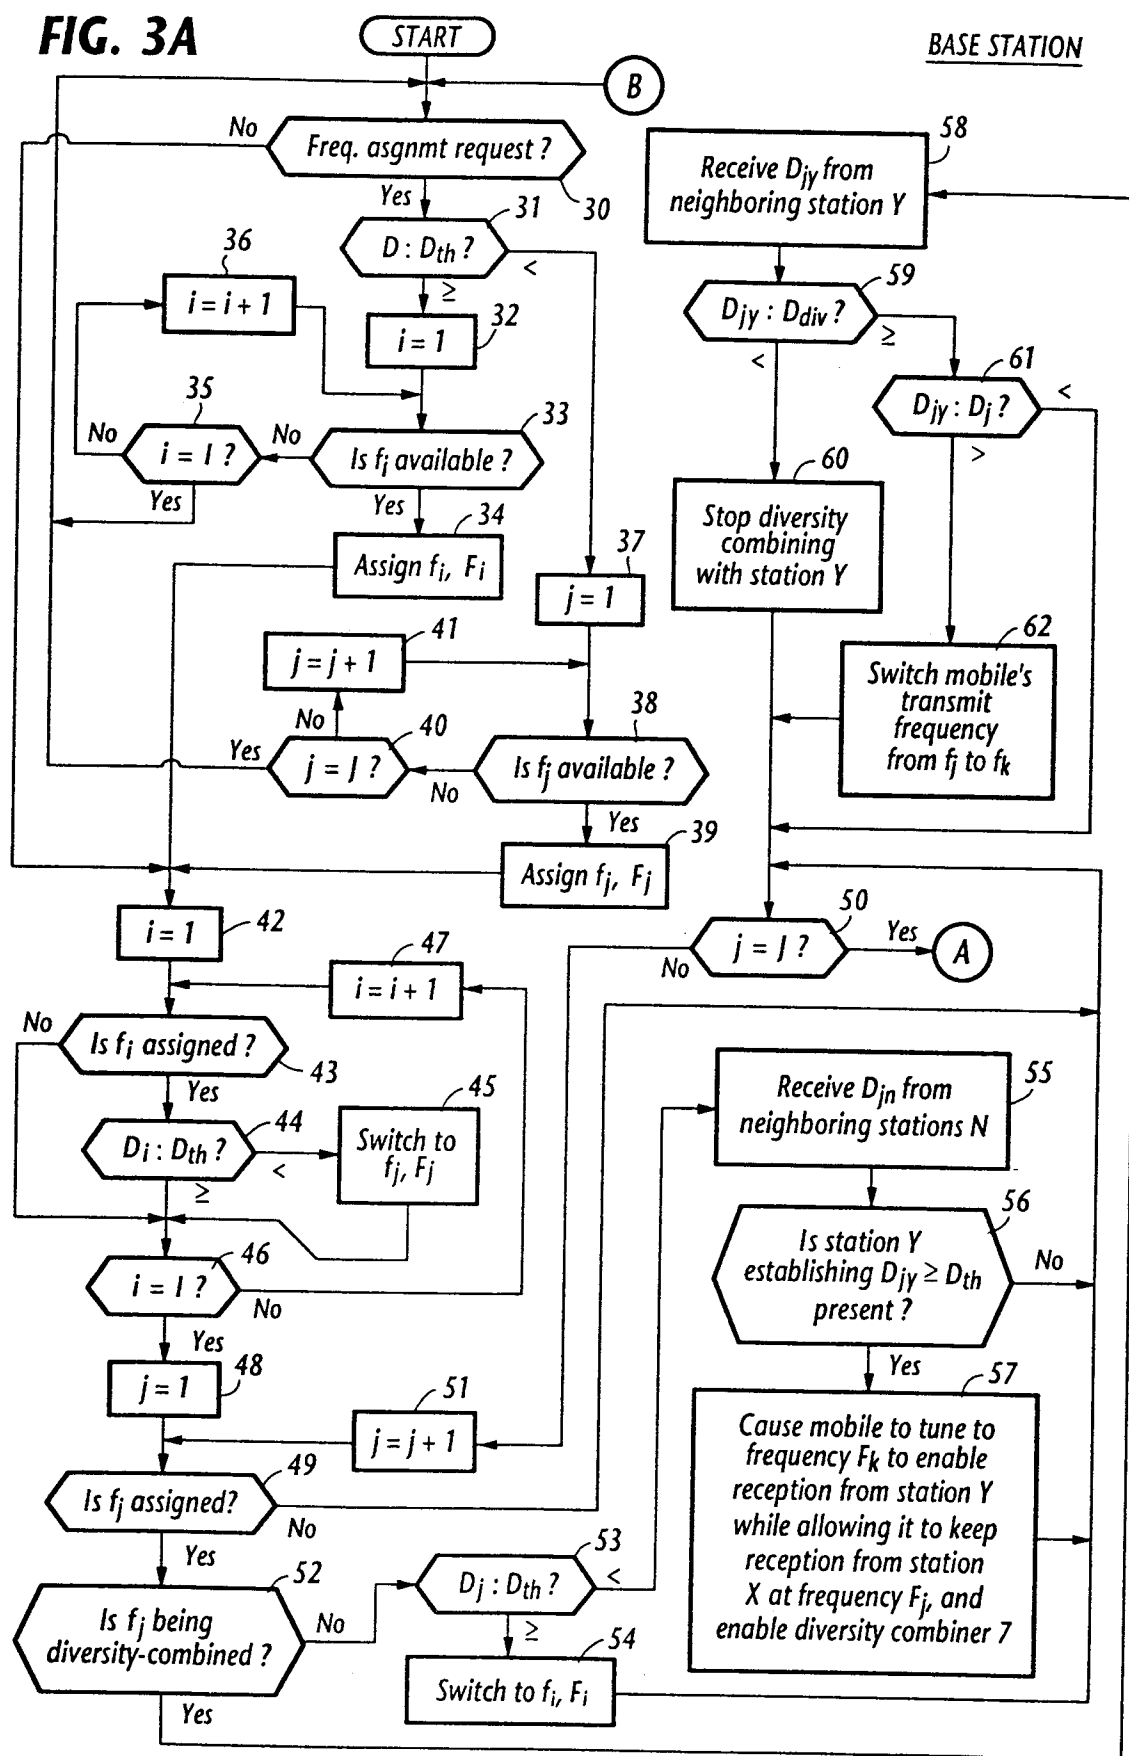 FIG. 3A
START
BASE STATION
B
No
Freq. asgnmt request ?
30
Yes
31
D : Dth ?
<
≥
36
i = i + 1
32
i = 1
35
33
No
i = I ?
No
Is fi available ?
Yes
Yes
34
Assign fi, Fi
37
j = 1
41
j = j + 1
No
40
38
Yes
j = J ?
No
Is fj available ?
Yes
39
Assign fj, Fj
58
Receive Djy from
neighboring station Y
59
Djy : Ddiv ?
≥
<
61
Djy : Dj ?
<
>
60
Stop diversity
combining
with station Y
62
Switch mobile's
transmit
frequency
from fj to fk
50
j = J ?
Yes
A
No
42
i = 1
47
i = i + 1
No
Is fi assigned ?
43
Yes
44
45
Di : Dth ?
<
≥
Switch to
fj, Fj
46
i = I ?
No
Yes
48
j = 1
51
j = j + 1
49
Is fj assigned?
No
Yes
52
Is fj being
diversity-combined ?
No
Yes
53
Dj : Dth ?
<
≥
54
Switch to fi, Fi
55
Receive Djn from
neighboring stations N
56
Is station Y
establishing Djy ≥ Dth
present ?
No
Yes
57
Cause mobile to tune to
frequency Fk to enable
reception from station Y
while allowing it to keep
reception from station
X at frequency Fj, and
enable diversity combiner 7